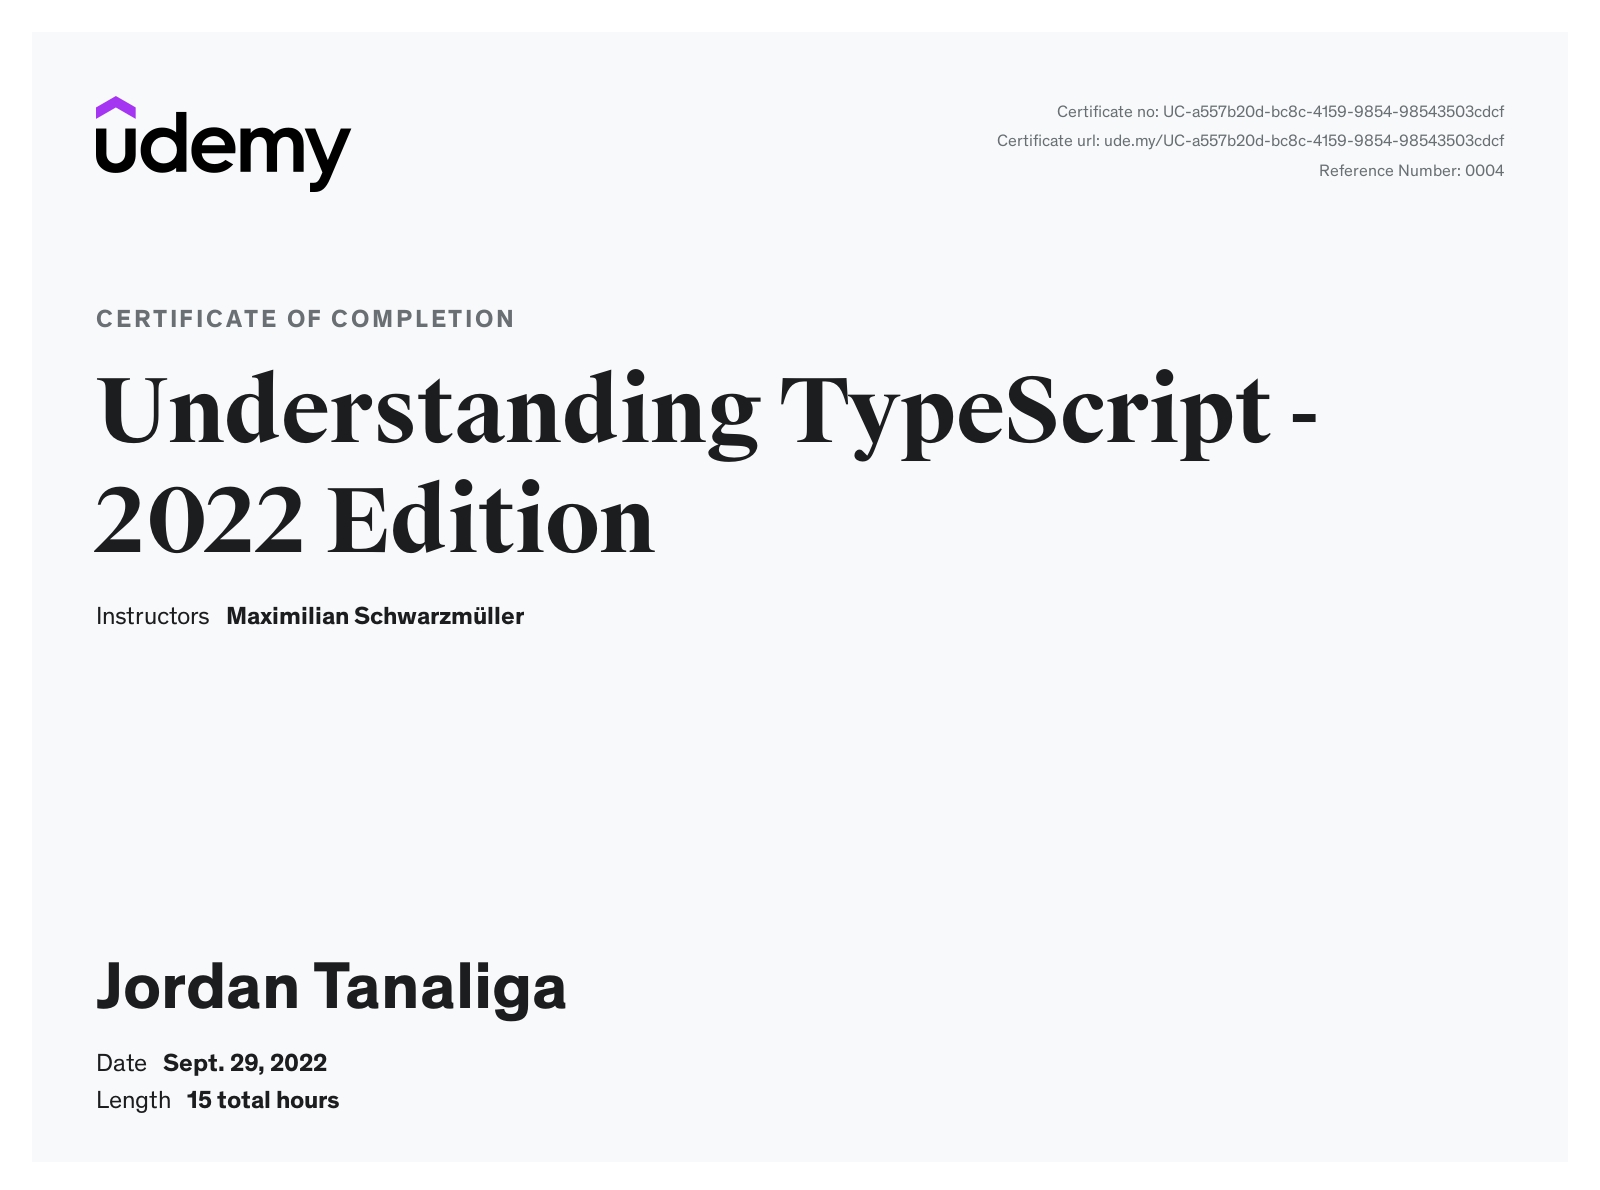 udemy
Certificate no: UC-a557b20d-bc8c-4159-9854-98543503cdcf
Certificate url: ude.my/UC-a557b20d-bc8c-4159-9854-98543503cdcf
Reference Number: 0004
CERTIFICATE OF COMPLETION
Understanding TypeScript -
2022 Edition
Instructors Maximilian Schwarzmüller
Jordan Tanaliga
Date Sept. 29, 2022
Length 15 total hours